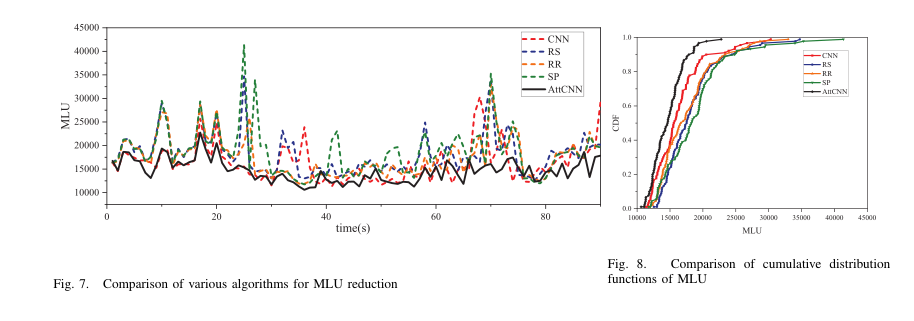 45000
40000
35000
30000
25000
20000
15000
10000
MLU
0
20
40
60
80
time(s)
CNN
RS
RR
SP
AttCNN
Fig. 7. Comparison of various algorithms for MLU reduction
1.0
0.8
0.6
0.4
0.2
0.0
CDF
10000
15000
20000
25000
30000
35000
40000
45000
MLU
CNN
RS
RR
SP
AttCNN
Fig. 8. Comparison of cumulative distribution
functions of MLU